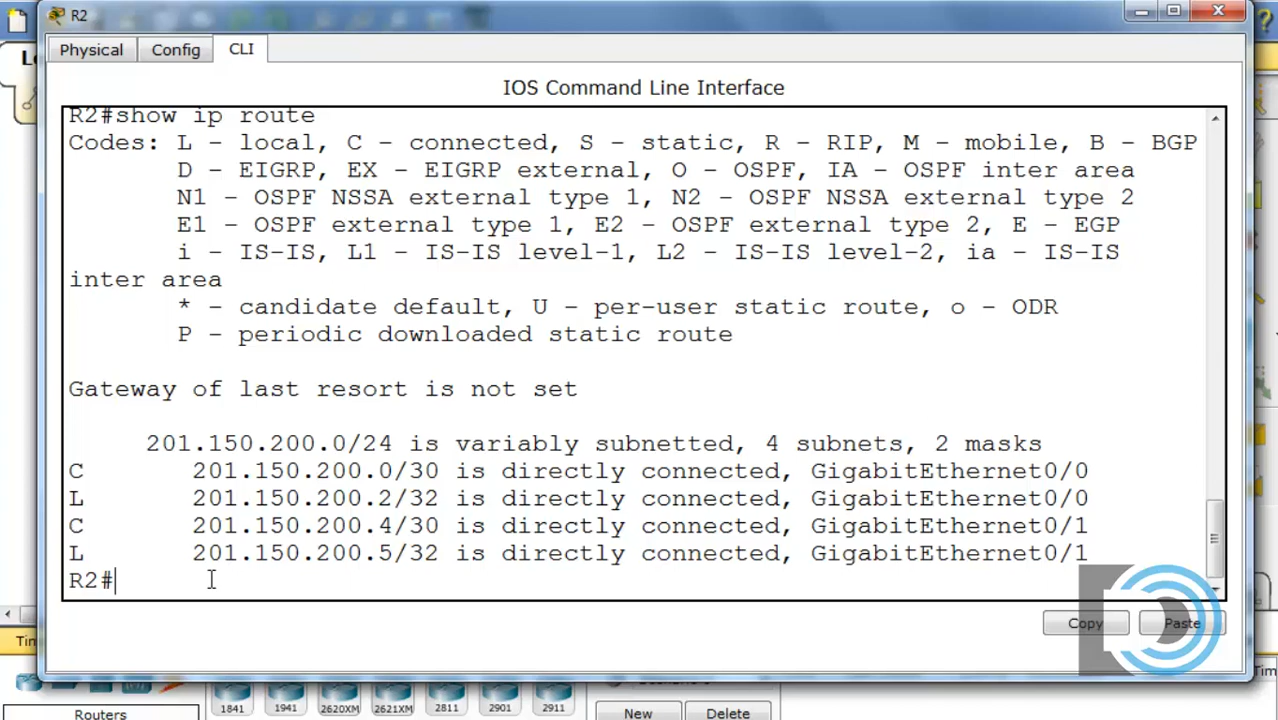 R2
?
Physical Config CLI
IOS Command Line Interface
R2#show ip route
Codes: L - local, C - connected, S - static, R - RIP, M - mobile, B - BGP
D - EIGRP, EX - EIGRP external, O - OSPF, IA - OSPF inter area
N1 - OSPF NSSA external type 1, N2 - OSPF NSSA external type 2
E1 - OSPF external type 1, E2 - OSPF external type 2, E - EGP
i - IS-IS, L1 - IS-IS level-1, L2 - IS-IS level-2, ia - IS-IS
inter area
* - candidate default, U - per-user static route, o - ODR
P - periodic downloaded static route
Gateway of last resort is not set
201.150.200.0/24 is variably subnetted, 4 subnets, 2 masks
C 201.150.200.0/30 is directly connected, GigabitEthernet0/0
L 201.150.200.2/32 is directly connected, GigabitEthernet0/0
C 201.150.200.4/30 is directly connected, GigabitEthernet0/1
L 201.150.200.5/32 is directly connected, GigabitEthernet0/1
R2#
Copy Paste
1841 1941 2620XM 2621XM 2811 2901 2911
Routers New Delete